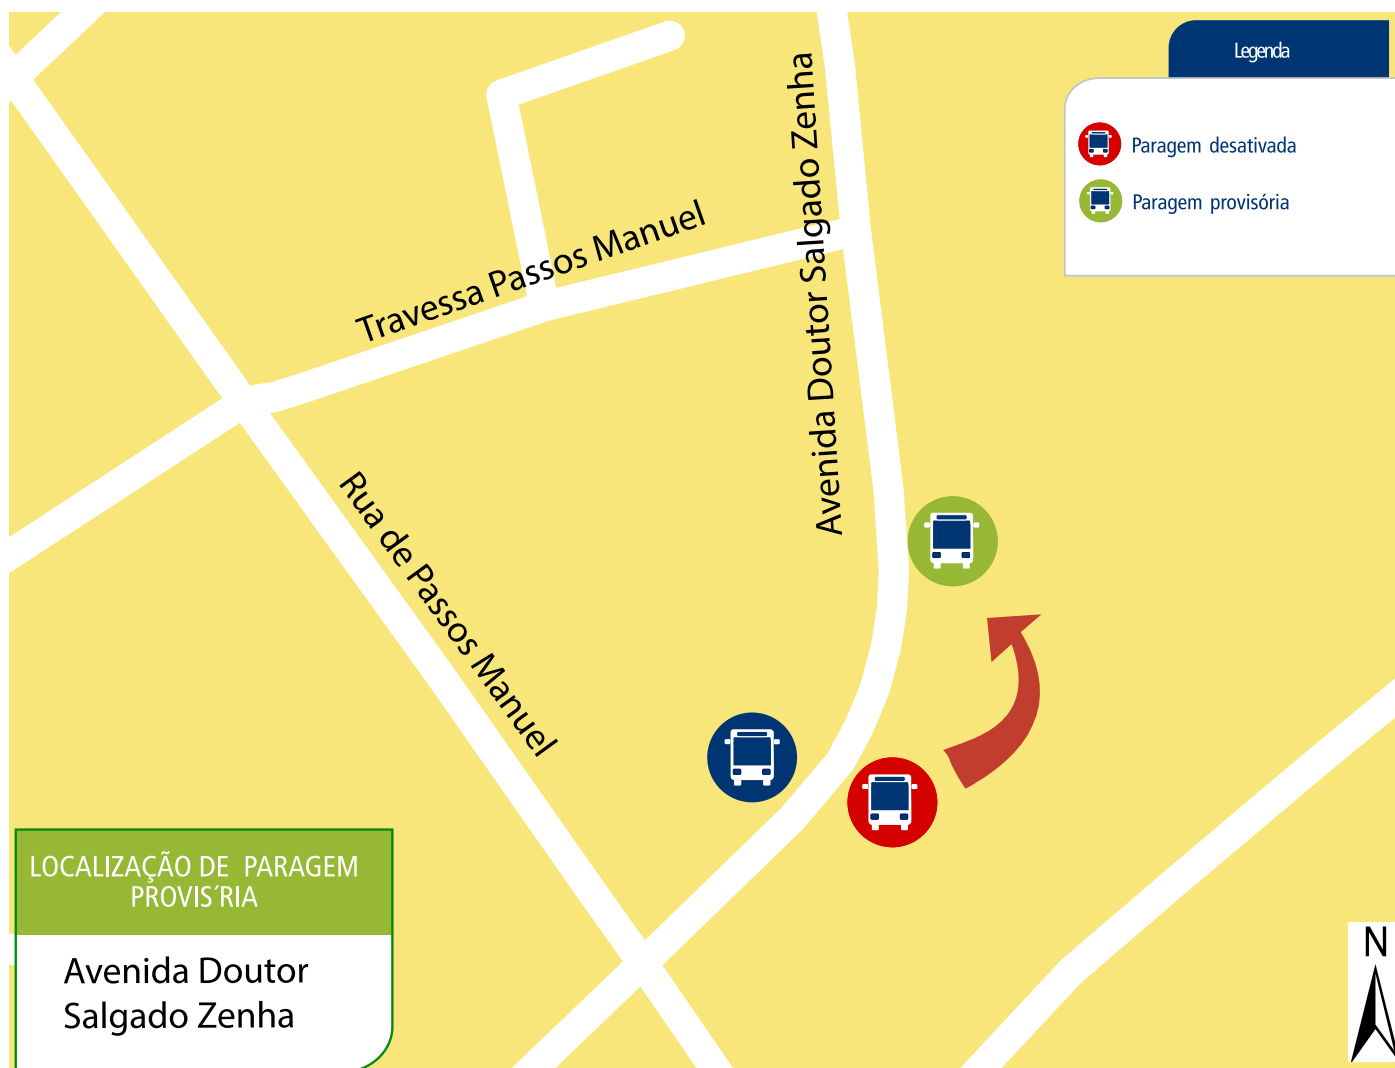 Legenda
Paragem desativada
Paragem provisória
Avenida Doutor Salgado Zenha
Travessa Passos Manuel
Rua de Passos Manuel
LOCALIZAÇÃO DE PARAGEM
PROVIS´RIA
Avenida Doutor
Salgado Zenha
N